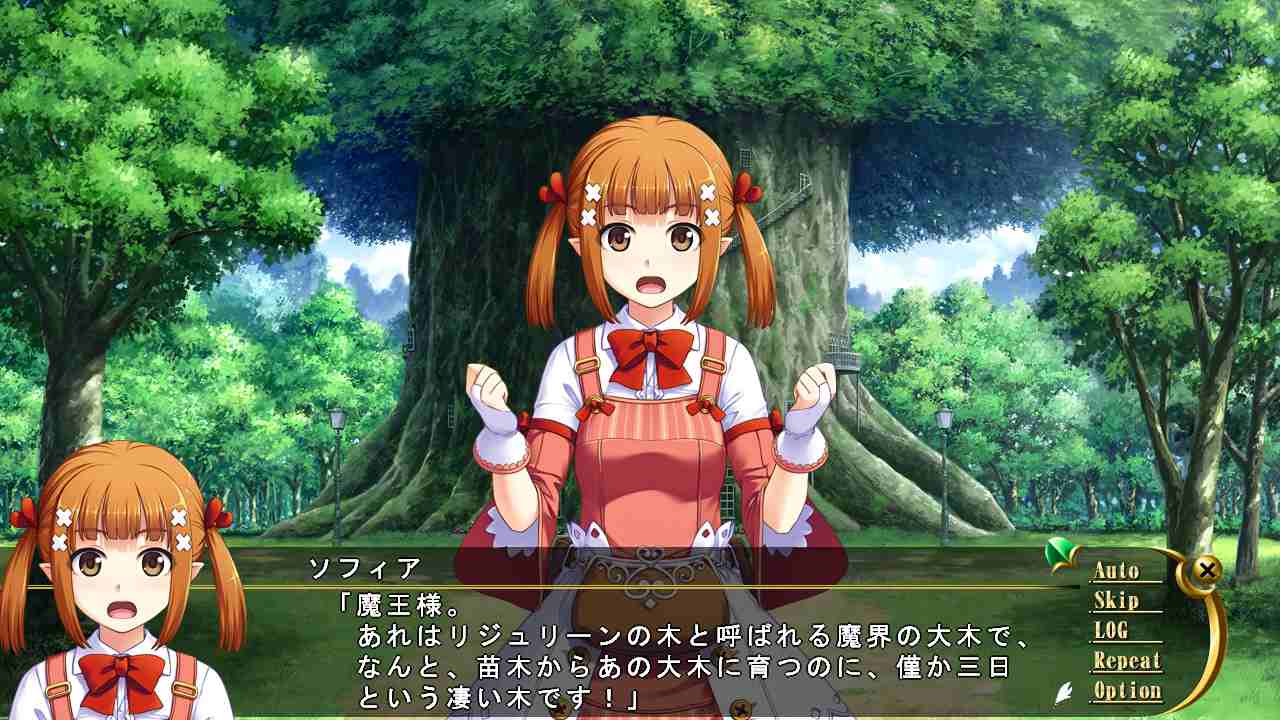 ソフィア
「魔王様。
あれはリジュリーンの木と呼ばれる魔界の大木で、
なんと、苗木からあの大木に育つのに、僅か三日
という凄い木です！」
Auto
Skip
LOG
Repeat
Option